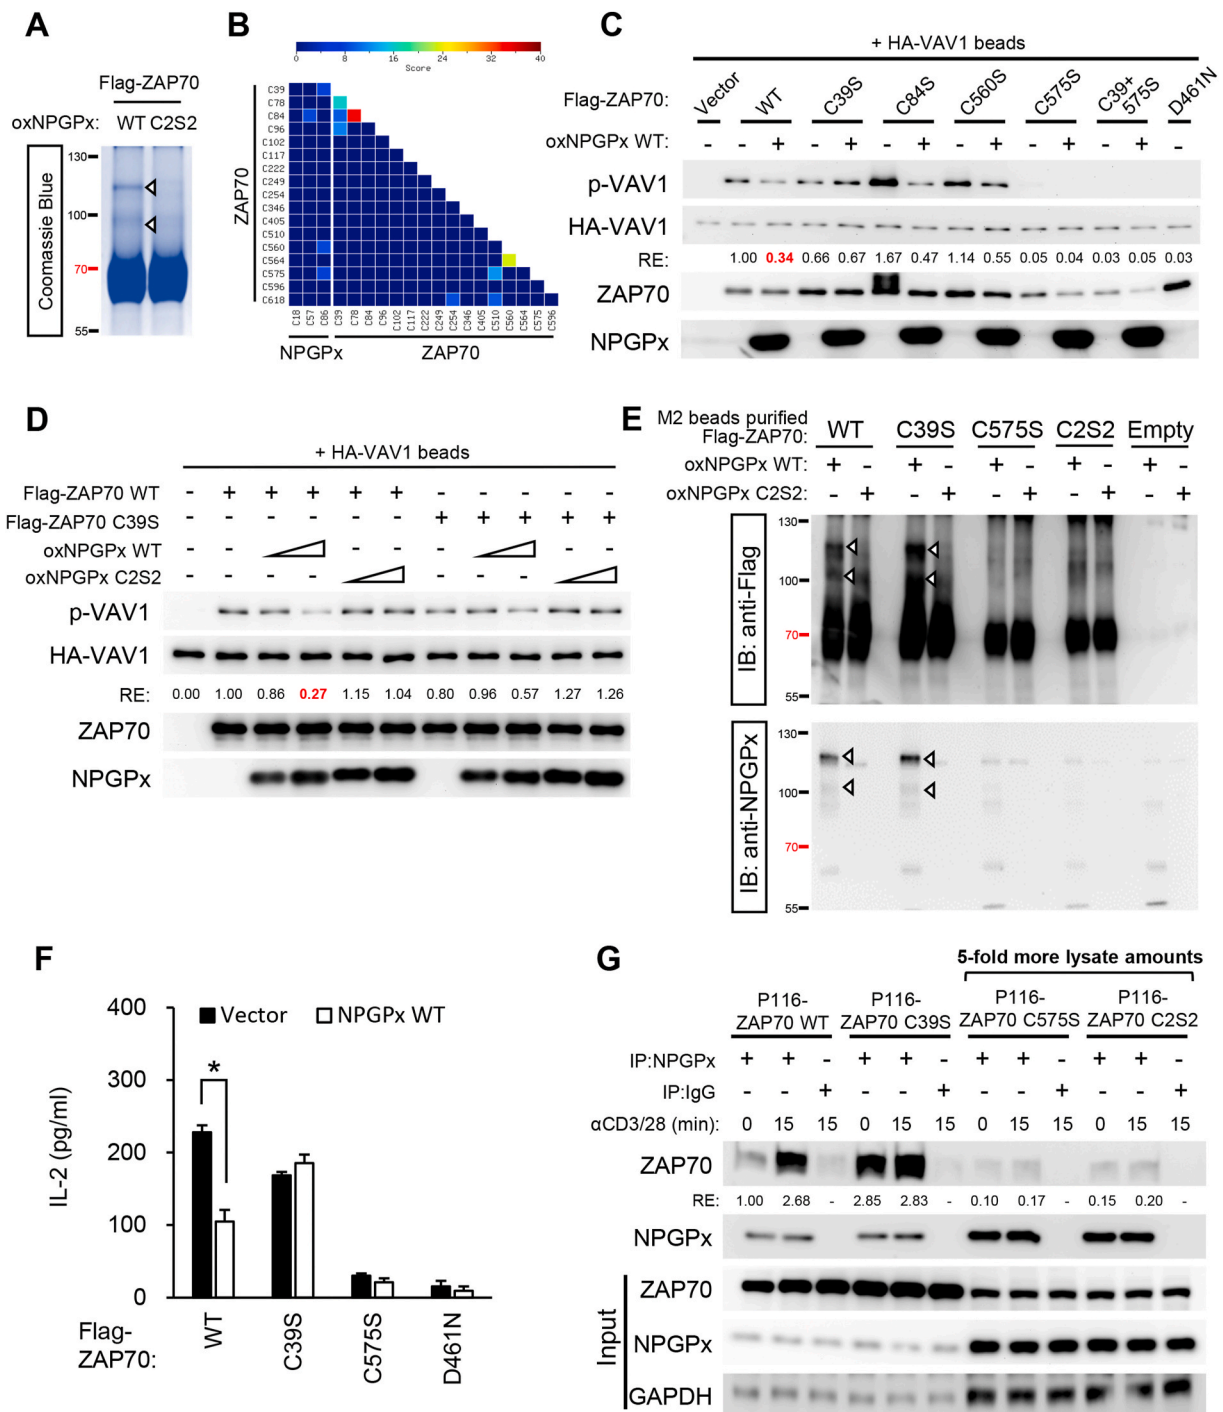 A
Flag-ZAP70
oxNPGPx: WT C2S2
Coomassie Blue
130
100
70
55
B
0 8 16 24 32 40
Score
ZAP70
C39
C78
C84
C96
C102
C117
C222
C249
C254
C346
C405
C510
C560
C564
C575
C596
C618
C18 C57 C86 C39 C78 C84 C96 C102 C117 C222 C249 C254 C346 C405 C510 C560 C564 C575 C596
NPGPx ZAP70
C
+ HA-VAV1 beads
Flag-ZAP70: Vector WT C39S C84S C560S C575S C39+575S D461N
oxNPGPx WT: - - + - + - + - + - + - + -
p-VAV1
HA-VAV1
RE: 1.00 0.34 0.66 0.67 1.67 0.47 1.14 0.55 0.05 0.04 0.03 0.05 0.03
ZAP70
NPGPx
D
+ HA-VAV1 beads
Flag-ZAP70 WT - + + + + + - - - - -
Flag-ZAP70 C39S - - - - - - + + + + +
oxNPGPx WT - - - - - - -
oxNPGPx C2S2 - - - - - - -
p-VAV1
HA-VAV1
RE: 0.00 1.00 0.86 0.27 1.15 1.04 0.80 0.96 0.57 1.27 1.26
ZAP70
NPGPx
E
M2 beads purified
Flag-ZAP70: WT C39S C575S C2S2 Empty
oxNPGPx WT: + - + - + - + - + -
oxNPGPx C2S2: - + - + - + - + - +
IB: anti-Flag
130
100
70
55
IB: anti-NPGPx
130
100
70
55
F
Vector NPGPx WT
IL-2 (pg/ml)
400
300
200
100
0
*
Flag-
ZAP70:
WT C39S C575S D461N
G
5-fold more lysate amounts
P116- P116- P116- P116-
ZAP70 WT ZAP70 C39S ZAP70 C575S ZAP70 C2S2
IP:NPGPx + + - + + - + + - + + -
IP:IgG - - + - - + - - + - - +
αCD3/28 (min): 0 15 15 0 15 15 0 15 15 0 15 15
ZAP70
RE: 1.00 2.68 - 2.85 2.83 - 0.10 0.17 - 0.15 0.20 -
NPGPx
Input
ZAP70
NPGPx
GAPDH